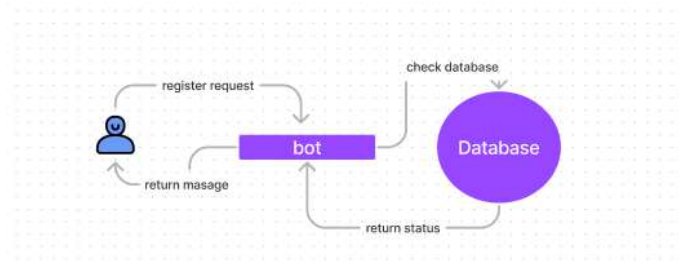 check database
register request
bot
Database
return masage
return status